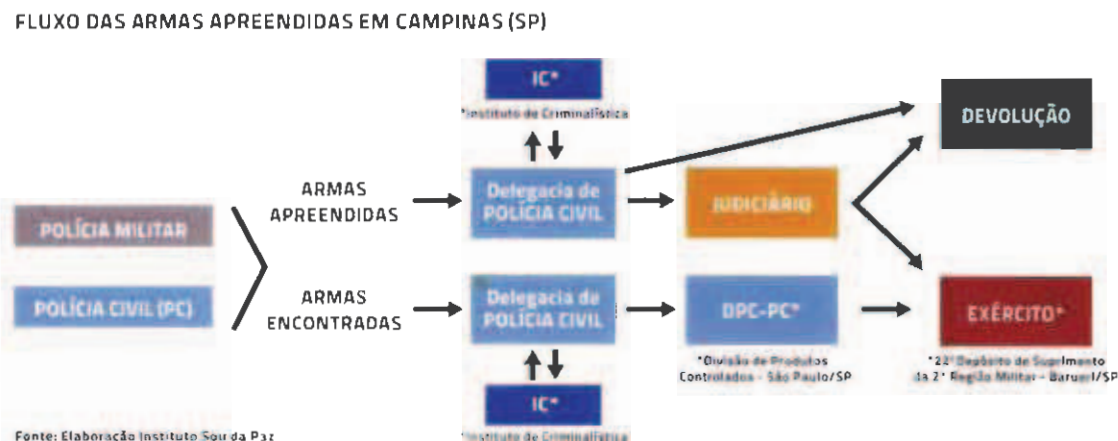 FLUXO DAS ARMAS APREENDIDAS EM CAMPINAS (SP)
IC*
*Instituto de Criminalística
DEVOLUÇÃO
ARMAS
APREENDIDAS
Delegacia de
POLÍCIA CIVIL
JUDICIÁRIO
POLÍCIA MILITAR
POLÍCIA CIVIL (PC)
ARMAS
ENCONTRADAS
Delegacia de
POLÍCIA CIVIL
DPC-PC*
*Divisão de Produtos
Controlados - São Paulo/SP
EXÉRCITO*
*22º Depósito de Suprimento
da 2ª Região Militar - Barueri/SP
IC*
*Instituto de Criminalística
Fonte: Elaboração Instituto Sou da Paz